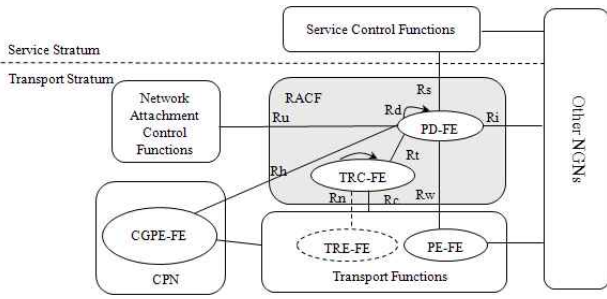 Service Control Functions
Service Stratum
Transport Stratum
RACF
Rs
Network
Attachment
Control
Functions
Ru
Rd
PD-FE
Ri
Other NGNs
Rt
Rh
TRC-FE
Rn
Rc
Rw
CGPE-FE
TRE-FE
PE-FE
CPN
Transport Functions